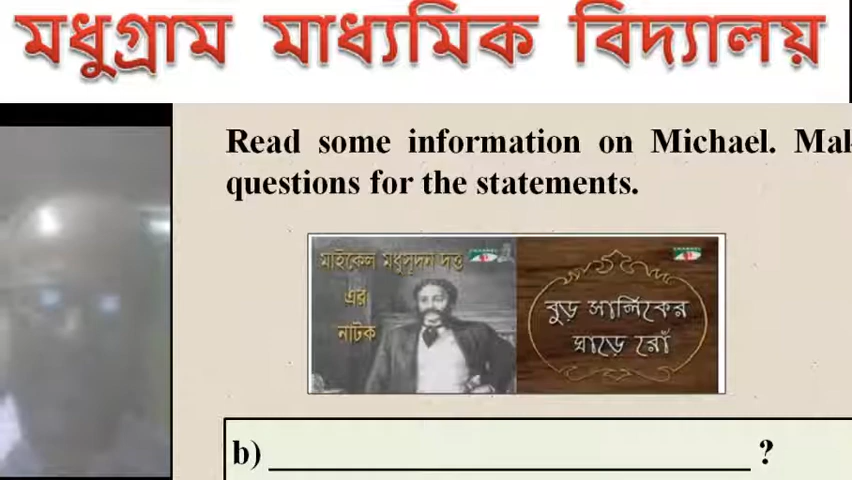 মধুগ্রাম মাধ্যমিক বিদ্যালয়
Read some information on Michael. Mak
questions for the statements.
মাইকেল মধুসূদন দত্ত
এর
নাটক
বুড় সালিকের
ঘাড়ে রোঁ
b) ______________________________ ?